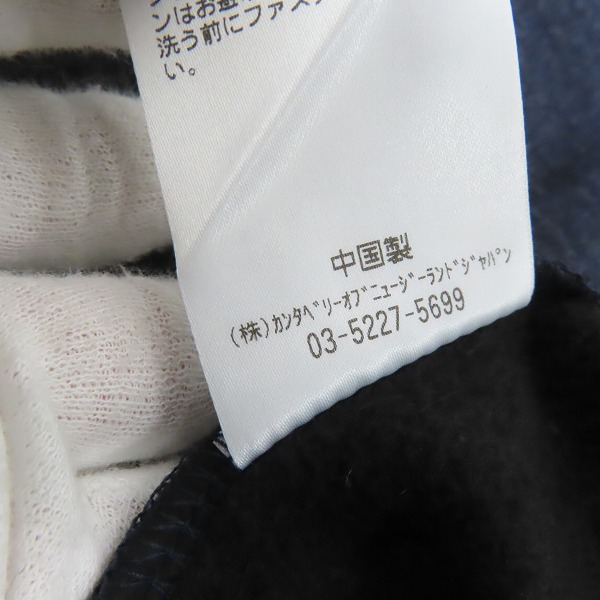 ンはお避
洗う前にファス
い。
中国製
(株)ｶﾝﾀﾍﾞﾘｰｵﾌﾞﾆｭｰｼﾞｰﾗﾝﾄﾞｼﾞｬﾊﾟﾝ
03-5227-5699